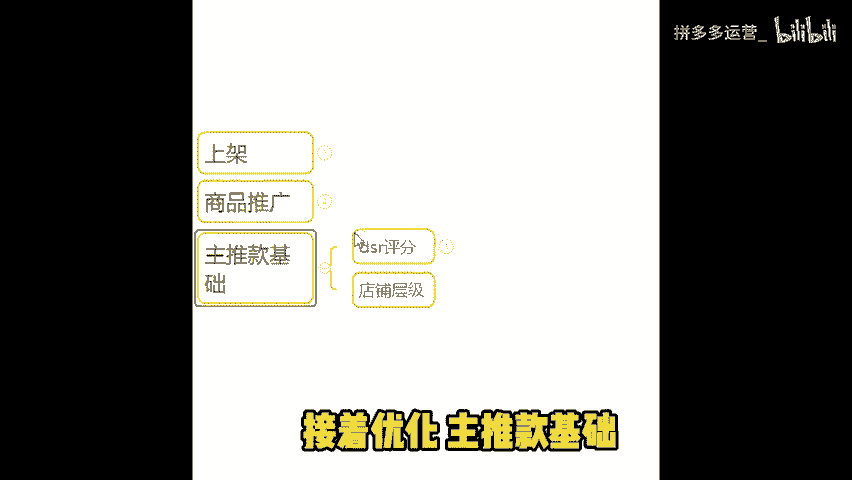 拼多多运营_ bilibili
上架
商品推广
主推款基
础
dsr评分
店铺层级
接着优化 主推款基础